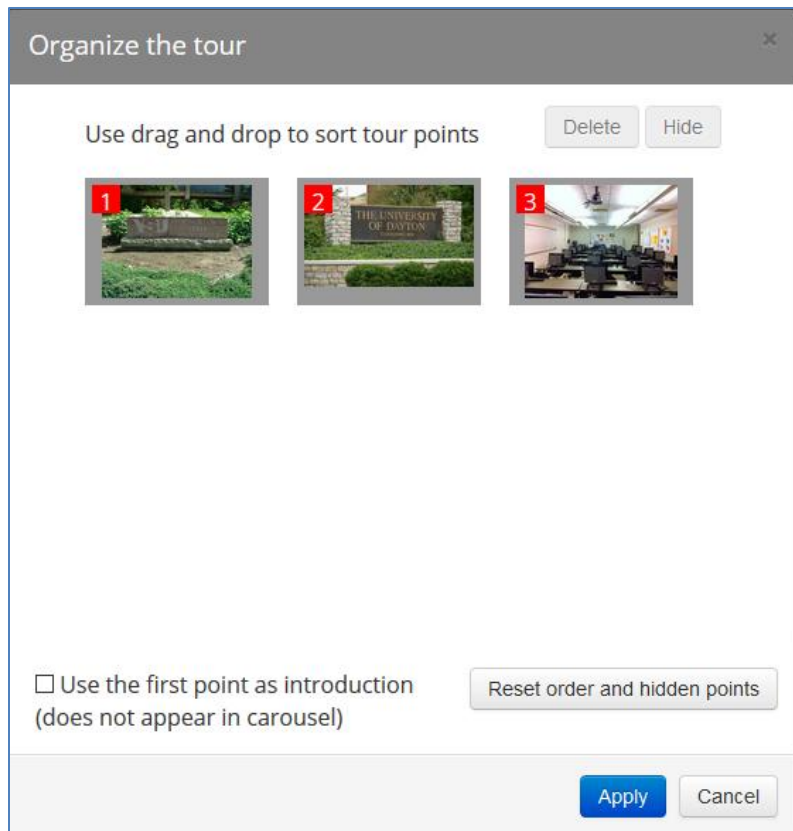 Organize the tour
×
Use drag and drop to sort tour points
Delete
Hide
1
2
3
YSU
THE UNIVERSITY
OF DAYTON
Use the first point as introduction
(does not appear in carousel)
Reset order and hidden points
Apply
Cancel